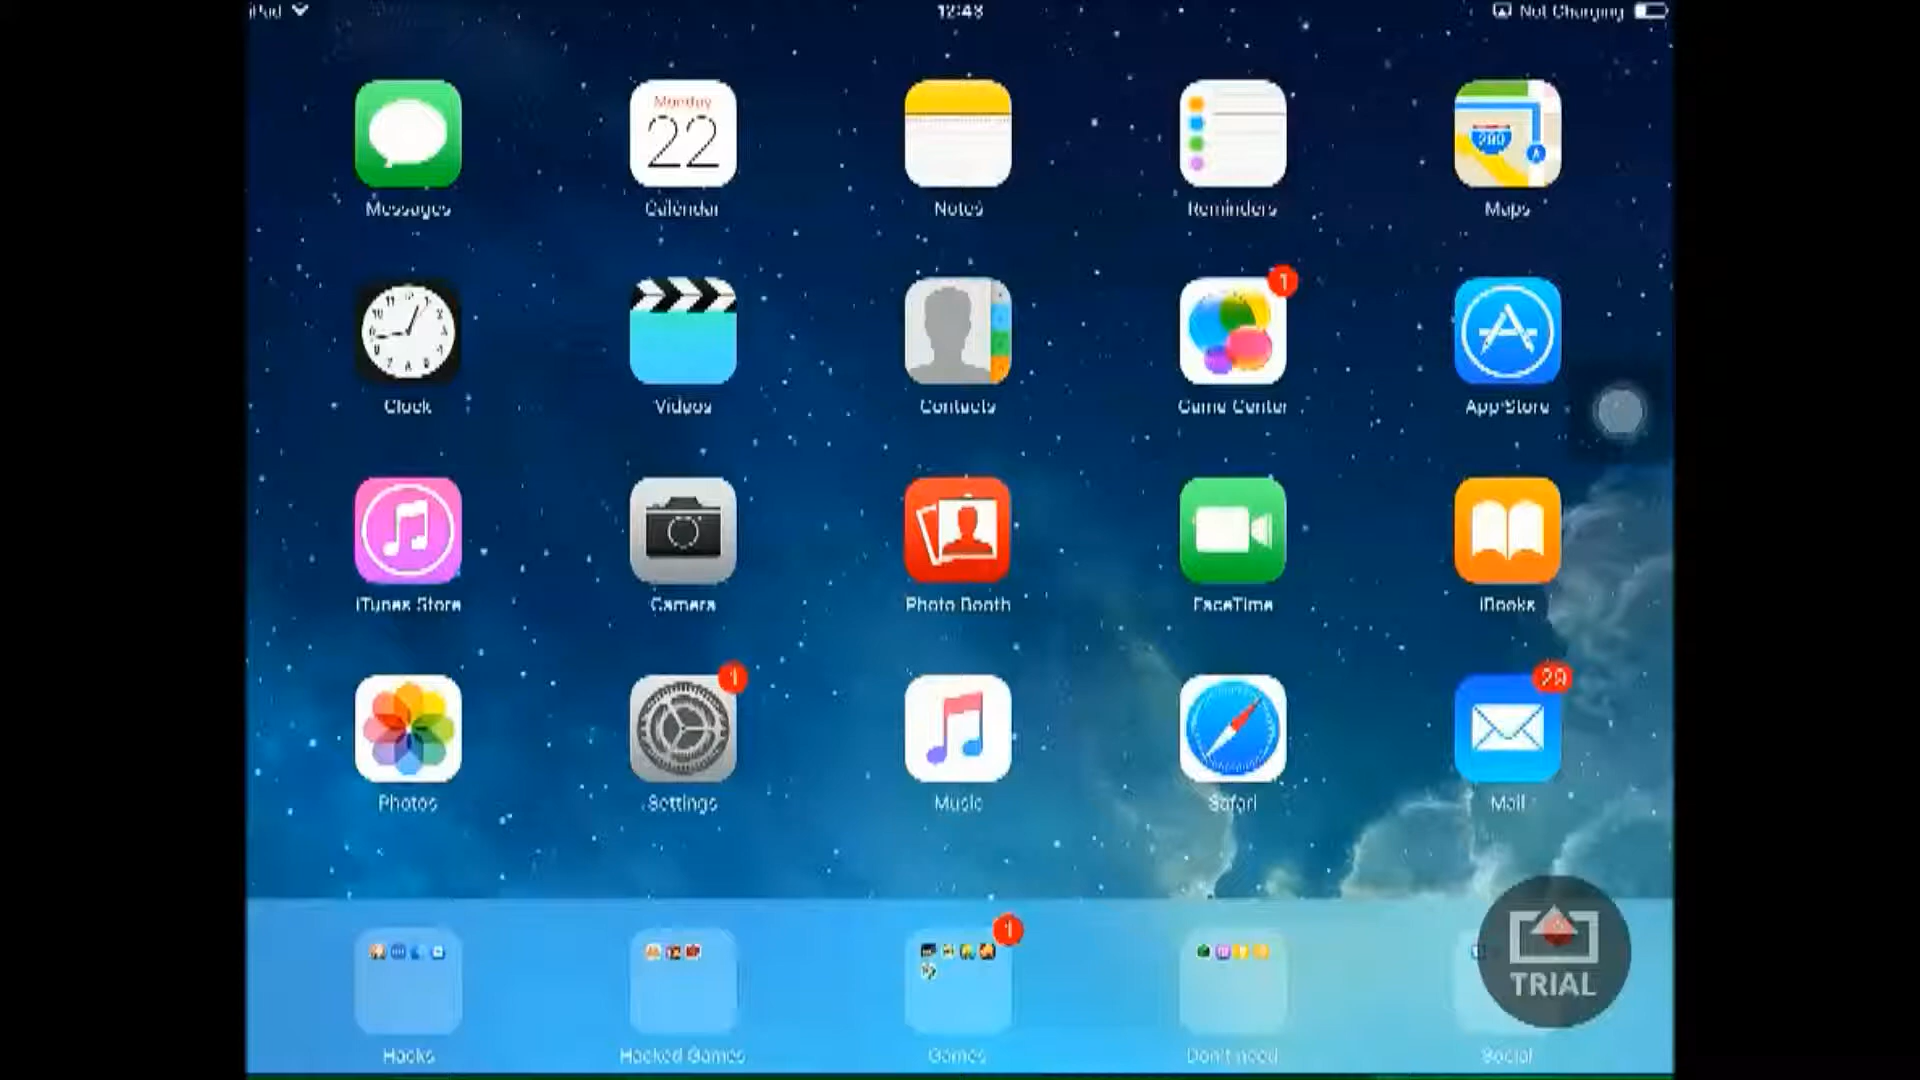 iPad 12:43 Not Charging
Monday
22
280
Messages Calendar Notes Reminders Maps
1
Clock Videos Contacts Game Center App Store
iTunes Store Camera Photo Booth FaceTime iBooks
1 29
Photos Settings Music Safari Mail
1
TRIAL
Hacks Hacked Games Games Don't need Social